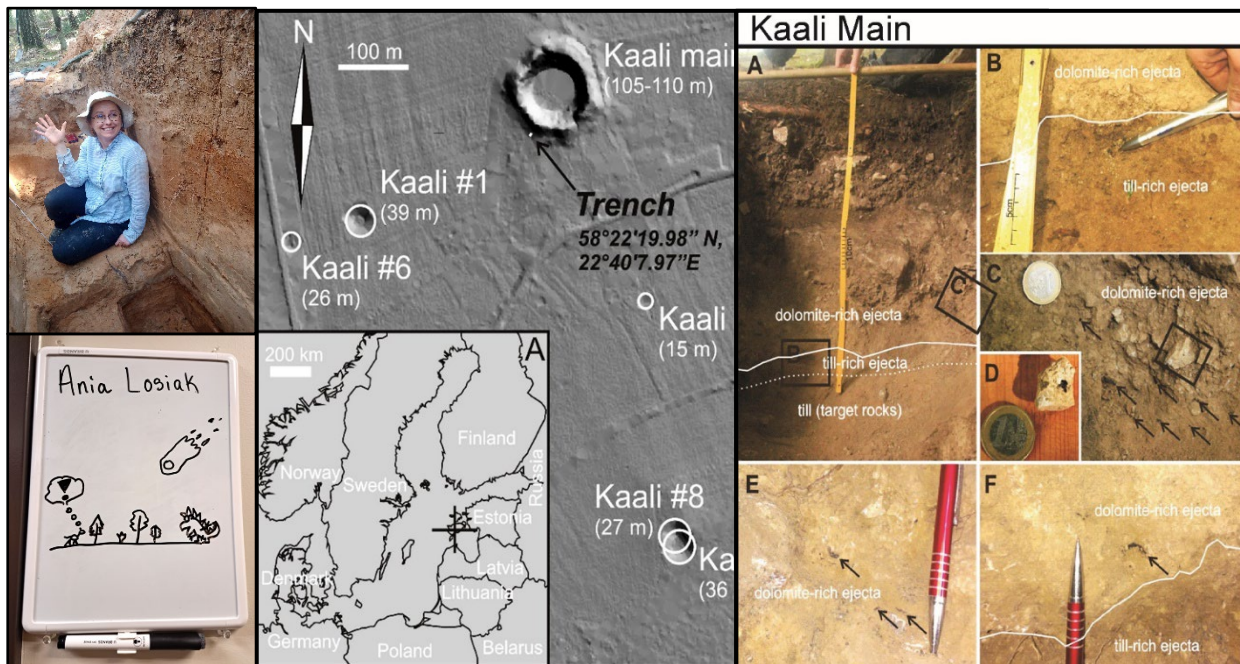 Ania Losiak
N
100 m
Kaali main
(105-110 m)
Kaali #1
(39 m)
Trench
58°22'19.98" N,
22°40'7.97"E
Kaali #6
(26 m)
Kaali
(15 m)
Kaali #8
(27 m)
Ka
(36
A
200 km
Finland
Norway
Sweden
Russia
Estonia
Latvia
Denmark
Lithuania
Germany
Poland
Belarus
Kaali Main
A
10cm
C
dolomite-rich ejecta
B
till-rich ejecta
till (target rocks)
B
dolomite-rich ejecta
till-rich ejecta
5cm
C
dolomite-rich ejecta
D
E
dolomite-rich ejecta
F
dolomite-rich ejecta
till-rich ejecta